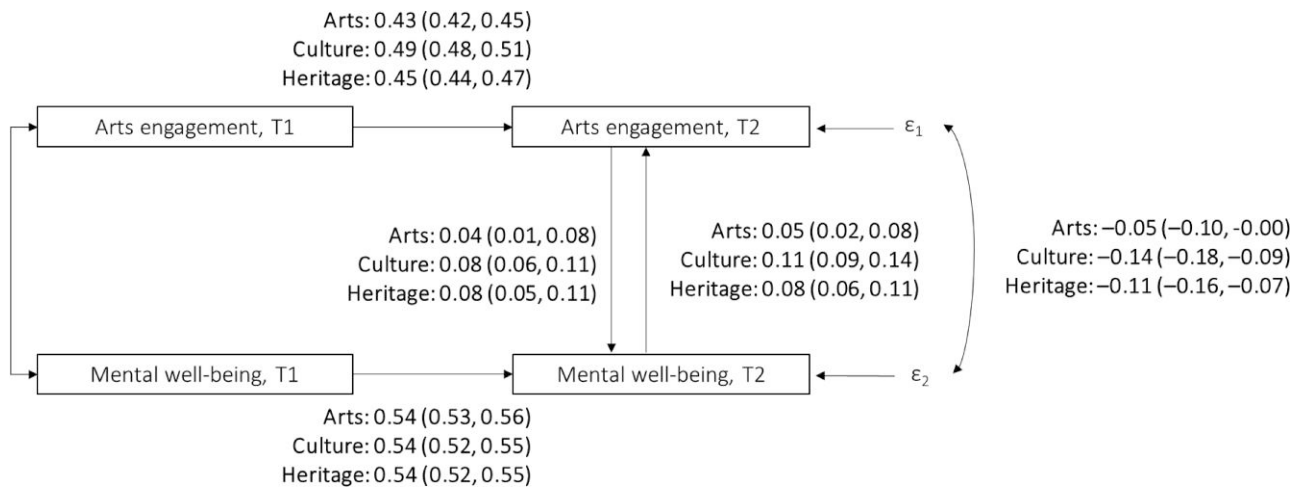 Arts: 0.43 (0.42, 0.45)
Culture: 0.49 (0.48, 0.51)
Heritage: 0.45 (0.44, 0.47)
Arts engagement, T1
Arts engagement, T2
ε1
Arts: 0.04 (0.01, 0.08)
Culture: 0.08 (0.06, 0.11)
Heritage: 0.08 (0.05, 0.11)
Arts: 0.05 (0.02, 0.08)
Culture: 0.11 (0.09, 0.14)
Heritage: 0.08 (0.06, 0.11)
Arts: –0.05 (–0.10, -0.00)
Culture: –0.14 (–0.18, –0.09)
Heritage: –0.11 (–0.16, –0.07)
Mental well-being, T1
Mental well-being, T2
ε2
Arts: 0.54 (0.53, 0.56)
Culture: 0.54 (0.52, 0.55)
Heritage: 0.54 (0.52, 0.55)